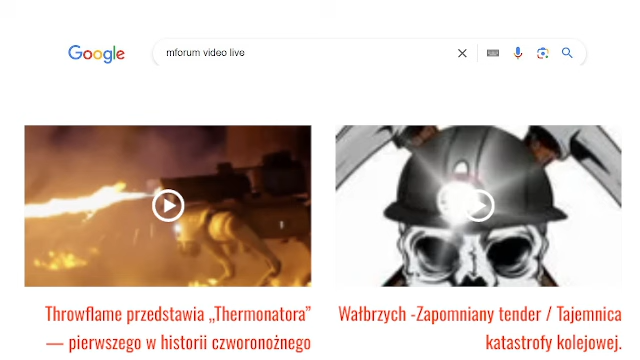 Google mforum video live
Throwflame przedstawia „Thermonatora”
— pierwszego w historii czworonożnego
Wałbrzych -Zapomniany tender / Tajemnica
katastrofy kolejowej.